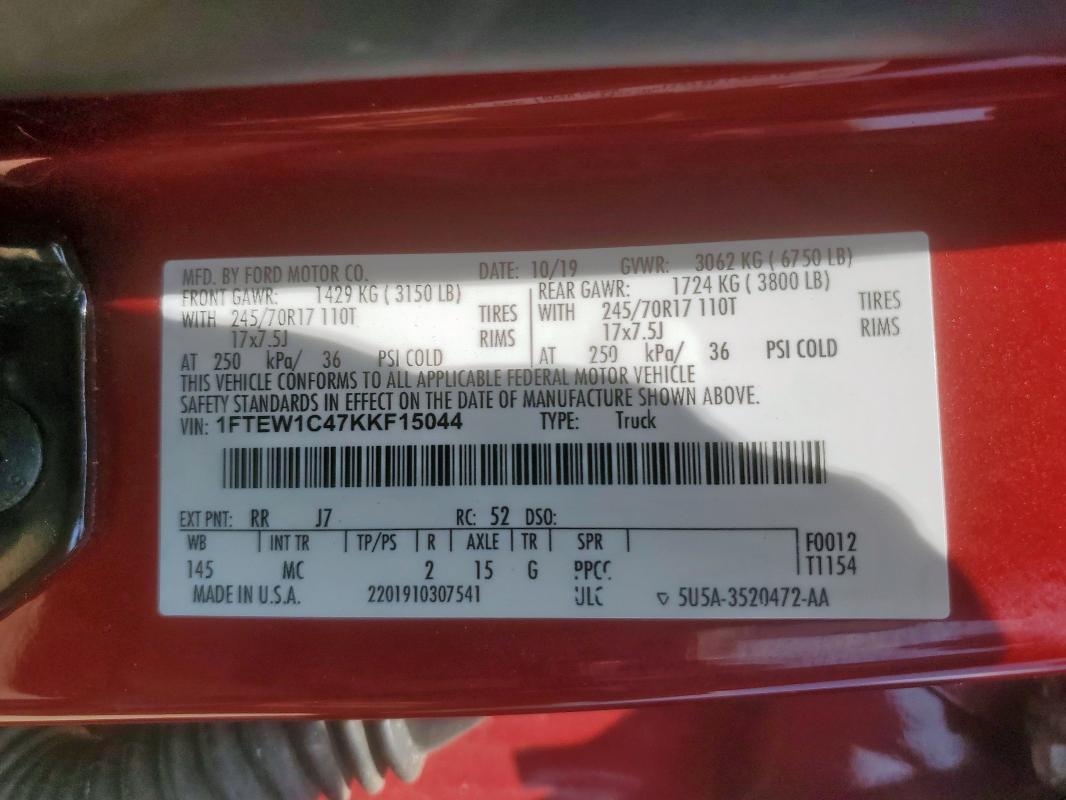 MFD. BY FORD MOTOR CO. DATE: 10/19 GVWR: 3062 KG ( 6750 LB)
FRONT GAWR: 1429 KG ( 3150 LB) REAR GAWR: 1724 KG ( 3800 LB)
WITH 245/70R17 110T TIRES WITH 245/70R17 110T TIRES
17x7.5J RIMS 17x7.5J RIMS
AT 250 kPa/ 36 PSI COLD AT 250 kPa/ 36 PSI COLD
THIS VEHICLE CONFORMS TO ALL APPLICABLE FEDERAL MOTOR VEHICLE
SAFETY STANDARDS IN EFFECT ON THE DATE OF MANUFACTURE SHOWN ABOVE.
VIN: 1FTEW1C47KKF15044 TYPE: Truck
EXT PNT: RR J7 RC: 52 DSO:
WB INT TR TP/PS R AXLE TR SPR F0012
145 MC 2 15 G T1154
MADE IN U.S.A. 2201910307541 5U5A-3520472-AA